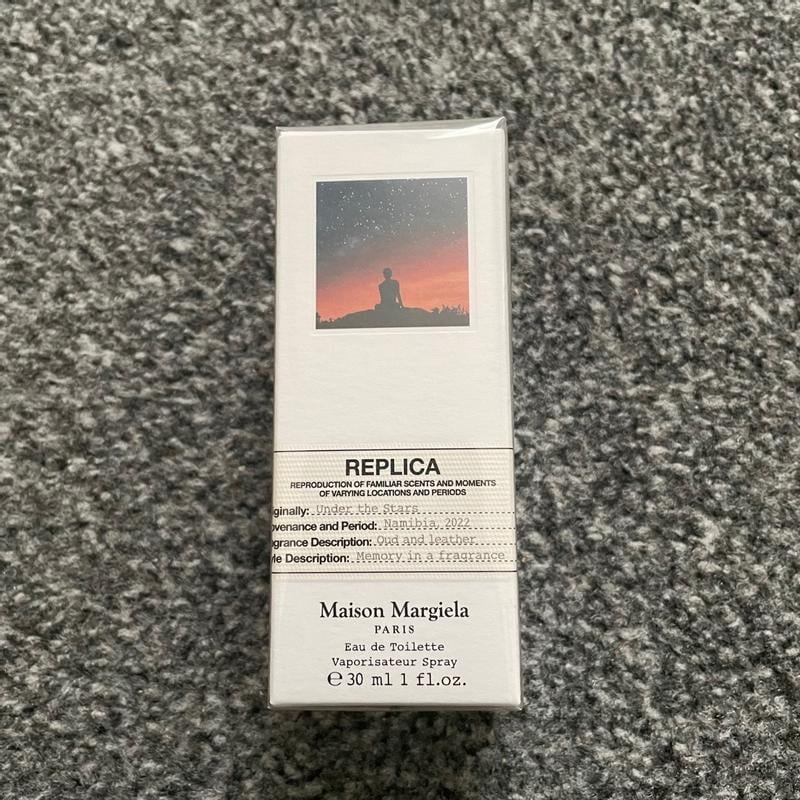 REPLICA
REPRODUCTION OF FAMILIAR SCENTS AND MOMENTS
OF VARYING LOCATIONS AND PERIODS
ginally: Under the Stars
ovenance and Period: Namibia, 2022
agrance Description: Oud and leather
yle Description: Memory in a fragrance
Maison Margiela
PARIS
Eau de Toilette
Vaporisateur Spray
℮ 30 ml 1 fl.oz.